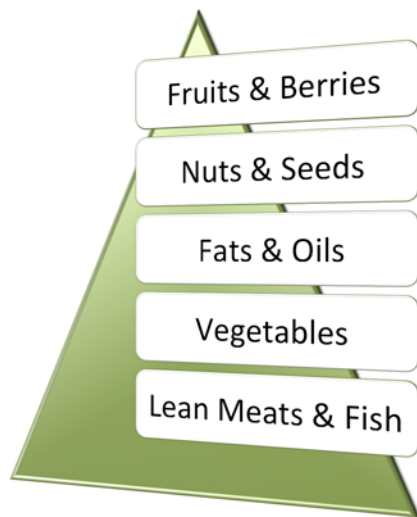 Fruits & Berries
Nuts & Seeds
Fats & Oils
Vegetables
Lean Meats & Fish